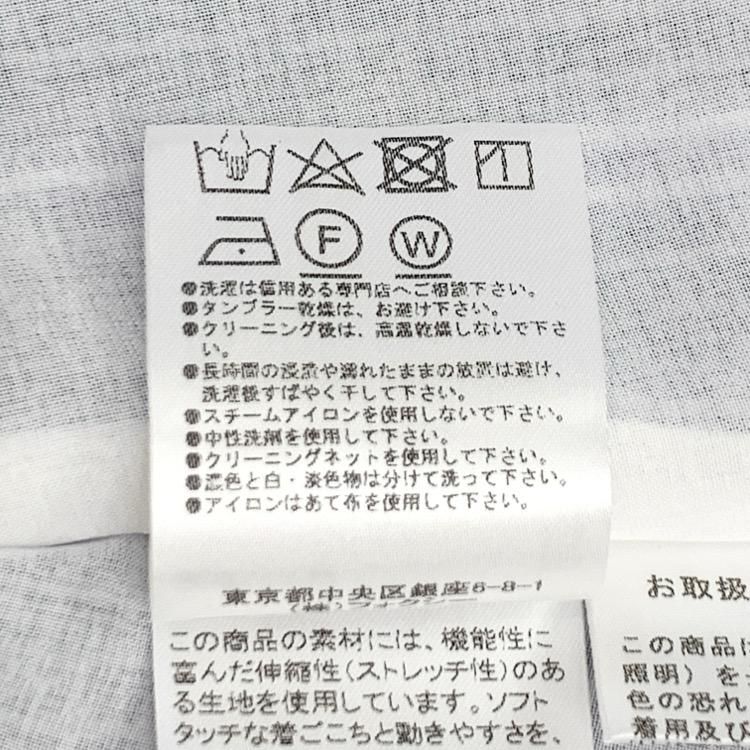 F
W
●洗濯は信用ある専門店へご相談下さい。
●タンブラー乾燥は、お避け下さい。
●クリーニング後は、高温乾燥しないで下さ
い。
●長時間の浸漬や濡れたままの放置は避け、
洗濯後すばやく干して下さい。
●スチームアイロンを使用しないで下さい。
●中性洗剤を使用して下さい。
●クリーニングネットを使用して下さい。
●濃色と白・淡色物は分けて洗って下さい。
●アイロンはあて布を使用して下さい。
東京都中央区銀座6-8-1
(株)フォクシー
この商品の素材には、機能性に
富んだ伸縮性(ストレッチ性)のあ
る生地を使用しています。ソフト
タッチな着ごこちと動きやすさを、
お取扱
この商品は
照明)を
色の恐れ
着用及び